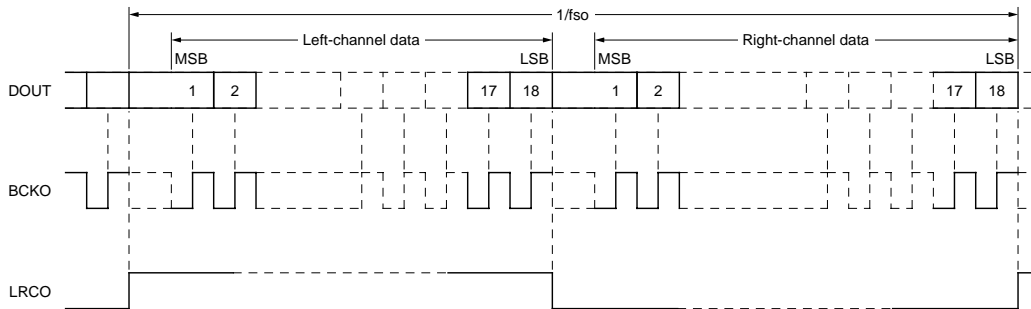 1/fso
Left-channel data
Right-channel data
MSB
LSB
MSB
LSB
DOUT
1
2
17
18
1
2
17
18
BCKO
LRCO